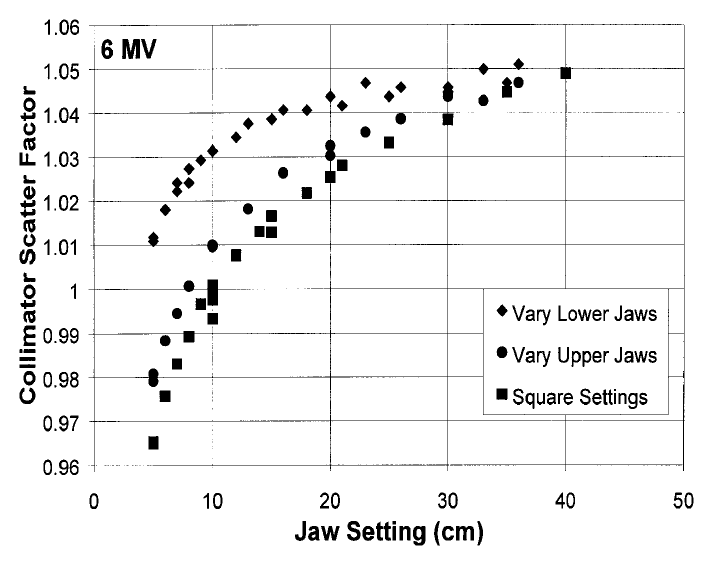 6 MV
1.06
1.05
1.04
1.03
1.02
1.01
1
0.99
0.98
0.97
0.96
Collimator Scatter Factor
Vary Lower Jaws
Vary Upper Jaws
Square Settings
0 10 20 30 40 50
Jaw Setting (cm)